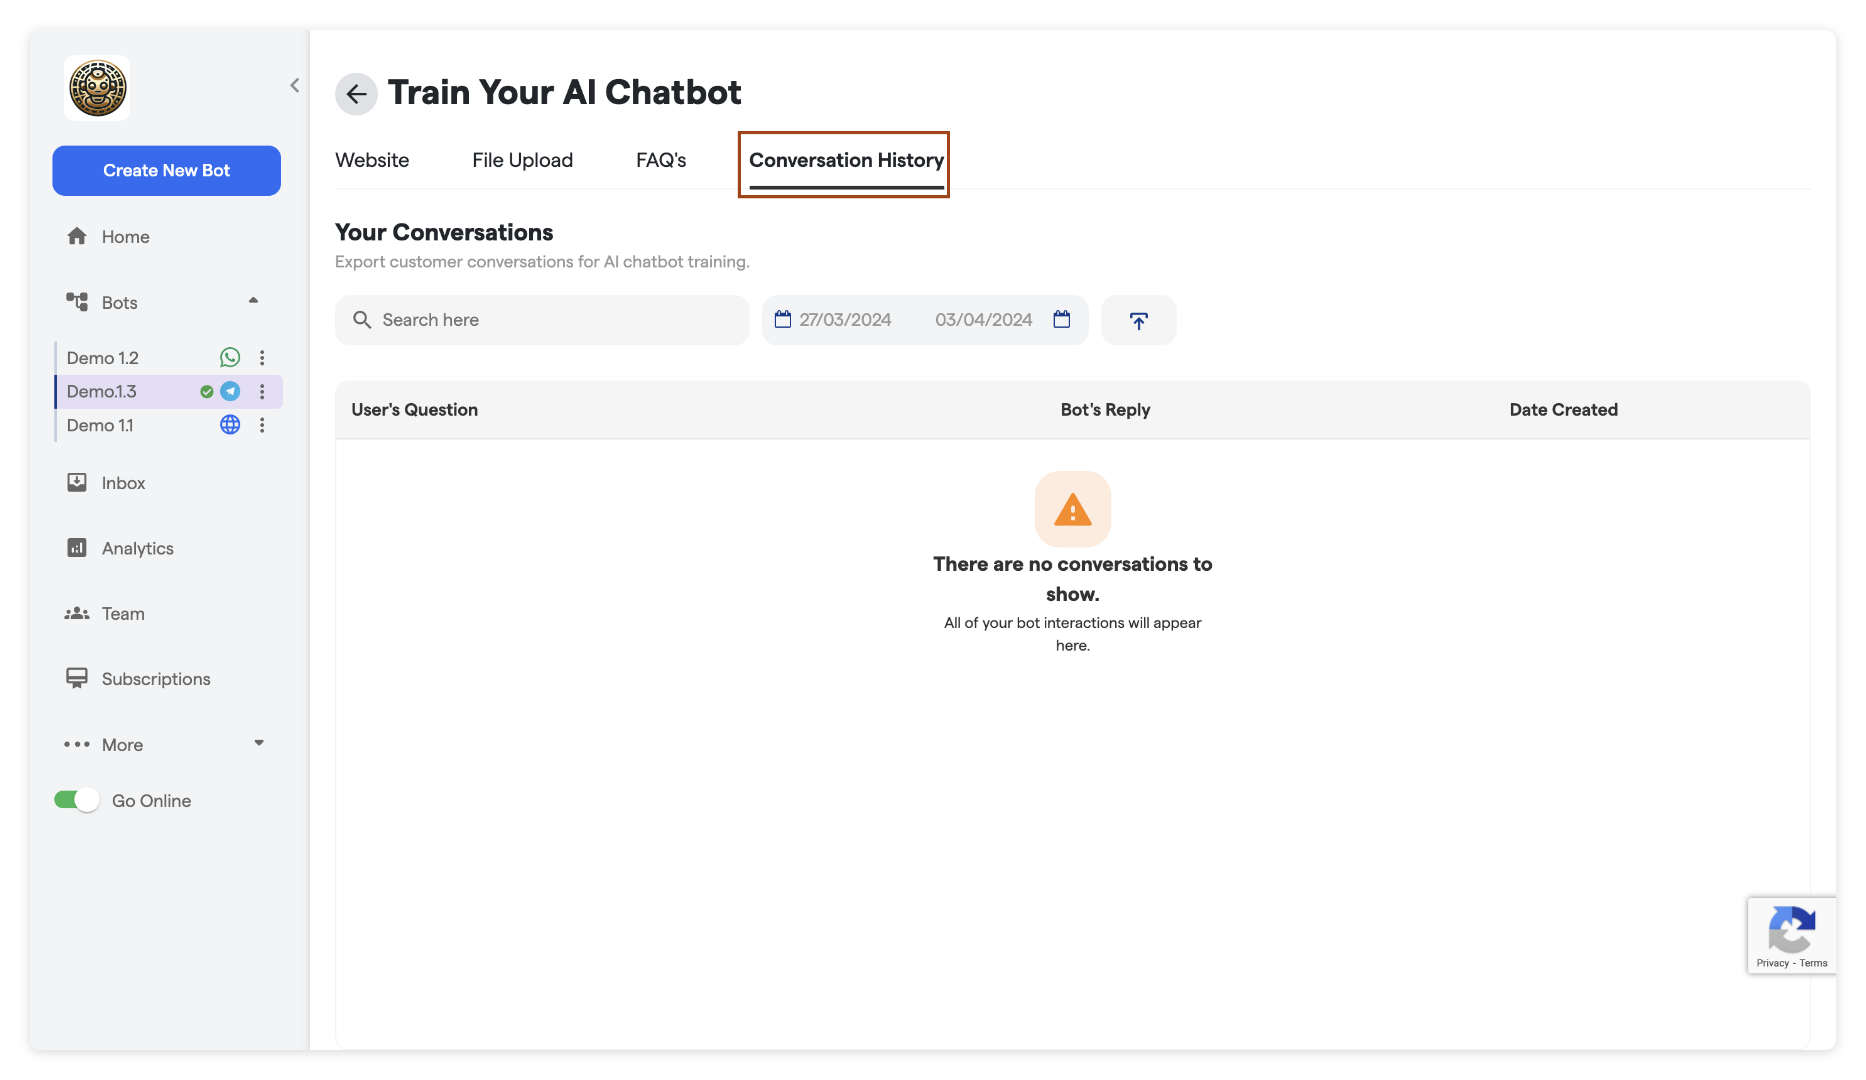 Create New Bot
Home
Bots
Demo 1.2
Demo.1.3
Demo 1.1
Inbox
Analytics
Team
Subscriptions
More
Go Online
Train Your AI Chatbot
Website File Upload FAQ's Conversation History
Your Conversations
Export customer conversations for AI chatbot training.
Search here 27/03/2024 03/04/2024
User's Question Bot's Reply Date Created
There are no conversations to
show.
All of your bot interactions will appear
here.
Privacy - Terms